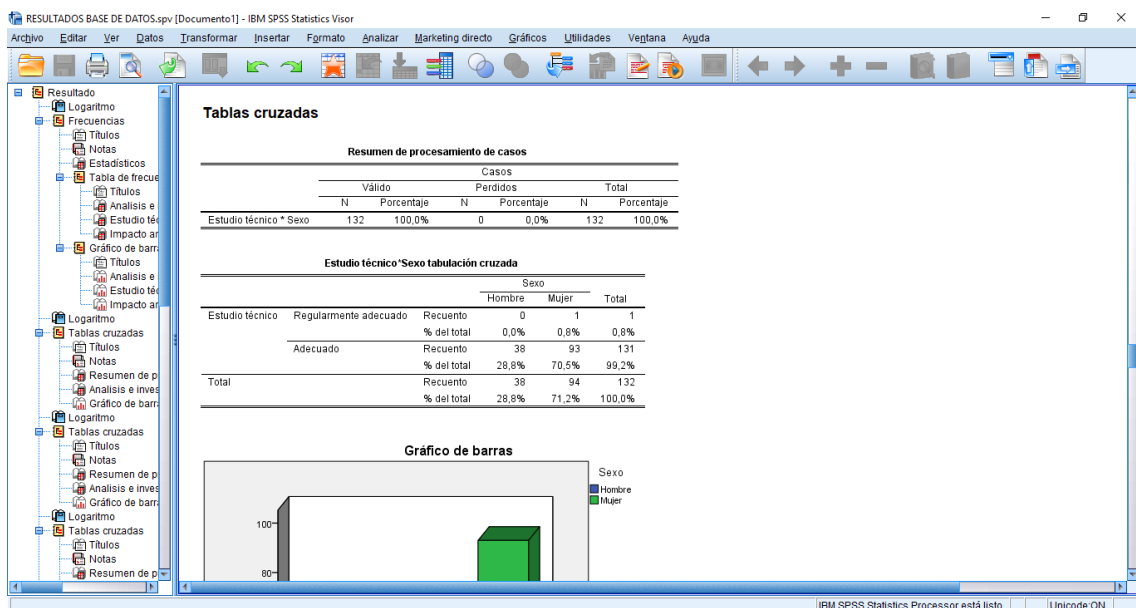 RESULTADOS BASE DE DATOS.spv [Documento1] - IBM SPSS Statistics Visor
Archivo Editar Ver Datos Transformar Insertar Formato Analizar Marketing directo Gráficos Utilidades Ventana Ayuda
Resultado
Logaritmo
Frecuencias
Títulos
Notas
Estadísticos
Tabla de frecue
Títulos
Analisis e
Estudio téc
Impacto ar
Gráfico de barra
Títulos
Analisis e
Estudio téc
Impacto ar
Logaritmo
Tablas cruzadas
Títulos
Notas
Resumen de p
Analisis e inves
Gráfico de barra
Logaritmo
Tablas cruzadas
Títulos
Notas
Resumen de p
Analisis e inves
Gráfico de barra
Logaritmo
Tablas cruzadas
Títulos
Notas
Resumen de p
Tablas cruzadas
Resumen de procesamiento de casos
Casos
Válido Perdidos Total
N Porcentaje N Porcentaje N Porcentaje
Estudio técnico * Sexo 132 100,0% 0 0,0% 132 100,0%
Estudio técnico*Sexo tabulación cruzada
Sexo
Hombre Mujer Total
Estudio técnico Regularmente adecuado Recuento 0 1 1
% del total 0,0% 0,8% 0,8%
Adecuado Recuento 38 93 131
% del total 28,8% 70,5% 99,2%
Total Recuento 38 94 132
% del total 28,8% 71,2% 100,0%
Gráfico de barras
Sexo
Hombre
Mujer
100
80
IBM SPSS Statistics Processor está listo Unicode:ON